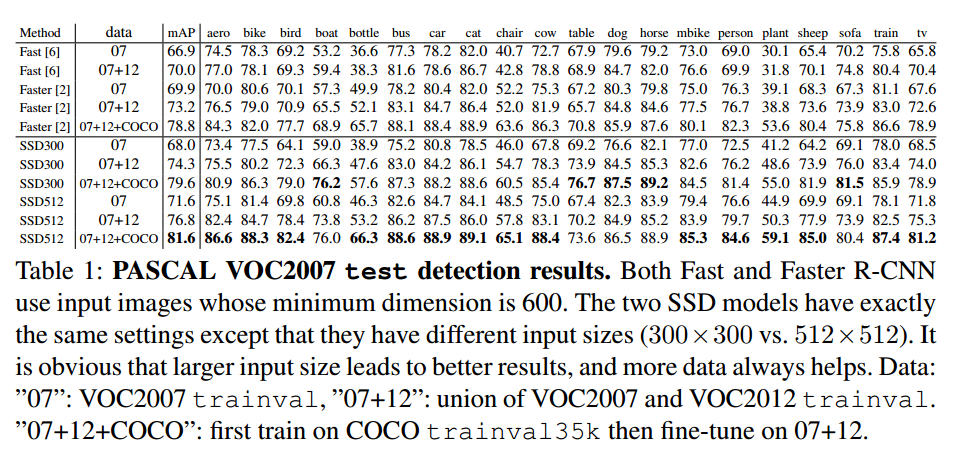 Method data mAP aero bike bird boat bottle bus car cat chair cow table dog horse mbike person plant sheep sofa train tv
Fast [6] 07 66.9 74.5 78.3 69.2 53.2 36.6 77.3 78.2 82.0 40.7 72.7 67.9 79.6 79.2 73.0 69.0 30.1 65.4 70.2 75.8 65.8
Fast [6] 07+12 70.0 77.0 78.1 69.3 59.4 38.3 81.6 78.6 86.7 42.8 78.8 68.9 84.7 82.0 76.6 69.9 31.8 70.1 74.8 80.4 70.4
Faster [2] 07 69.9 70.0 80.6 70.1 57.3 49.9 78.2 80.4 82.0 52.2 75.3 67.2 80.3 79.8 75.0 76.3 39.1 68.3 67.3 81.1 67.6
Faster [2] 07+12 73.2 76.5 79.0 70.9 65.5 52.1 83.1 84.7 86.4 52.0 81.9 65.7 84.8 84.6 77.5 76.7 38.8 73.6 73.9 83.0 72.6
Faster [2] 07+12+COCO 78.8 84.3 82.0 77.7 68.9 65.7 88.1 88.4 88.9 63.6 86.3 70.8 85.9 87.6 80.1 82.3 53.6 80.4 75.8 86.6 78.9
SSD300 07 68.0 73.4 77.5 64.1 59.0 38.9 75.2 80.8 78.5 46.0 67.8 69.2 76.6 82.1 77.0 72.5 41.2 64.2 69.1 78.0 68.5
SSD300 07+12 74.3 75.5 80.2 72.3 66.3 47.6 83.0 84.2 86.1 54.7 78.3 73.9 84.5 85.3 82.6 76.2 48.6 73.9 76.0 83.4 74.0
SSD300 07+12+COCO 79.6 80.9 86.3 79.0 76.2 57.6 87.3 88.2 88.6 60.5 85.4 76.7 87.5 89.2 84.5 81.4 55.0 81.9 81.5 85.9 78.9
SSD512 07 71.6 75.1 81.4 69.8 60.8 46.3 82.6 84.7 84.1 48.5 75.0 67.4 82.3 83.9 79.4 76.6 44.9 69.9 69.1 78.1 71.8
SSD512 07+12 76.8 82.4 84.7 78.4 73.8 53.2 86.2 87.5 86.0 57.8 83.1 70.2 84.9 85.2 83.9 79.7 50.3 77.9 73.9 82.5 75.3
SSD512 07+12+COCO 81.6 86.6 88.3 82.4 76.0 66.3 88.6 88.9 89.1 65.1 88.4 73.6 86.5 88.9 85.3 84.6 59.1 85.0 80.4 87.4 81.2
Table 1: PASCAL VOC2007 test detection results. Both Fast and Faster R-CNN
use input images whose minimum dimension is 600. The two SSD models have exactly
the same settings except that they have different input sizes (300×300 vs. 512×512). It
is obvious that larger input size leads to better results, and more data always helps. Data:
”07”: VOC2007 trainval, ”07+12”: union of VOC2007 and VOC2012 trainval.
”07+12+COCO”: first train on COCO trainval35k then fine-tune on 07+12.